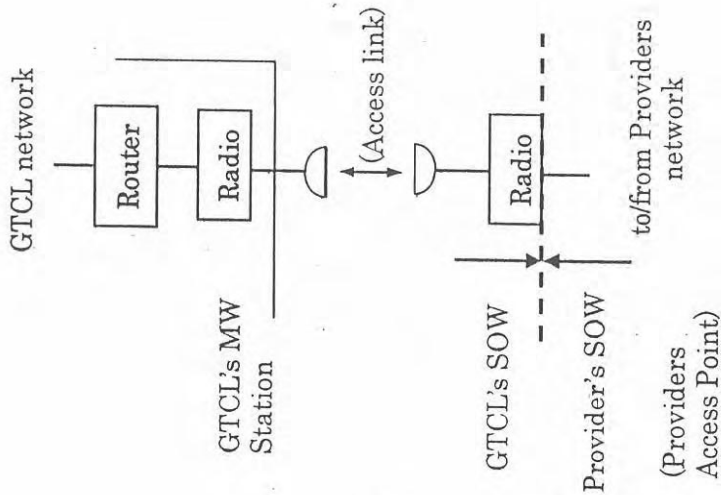 GTCL network
Router
Radio
GTCL's MW
Station
(Access link)
Radio
GTCL's SOW
Provider's SOW
to/from Providers
network
(Providers
Access Point)